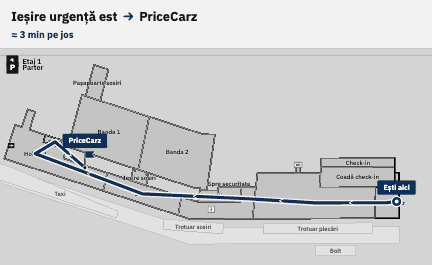 Ieșire urgență est → PriceCarz
≈ 3 min pe jos
P
Etaj 1
Parter
Pașapoarte sosiri
Banda 1
PriceCarz
Banda 2
Check-in
Coadă check-in
Ieșire sosiri
Spre securitate
Ești aici
Taxi
Trotuar sosiri
Trotuar plecări
Bolt